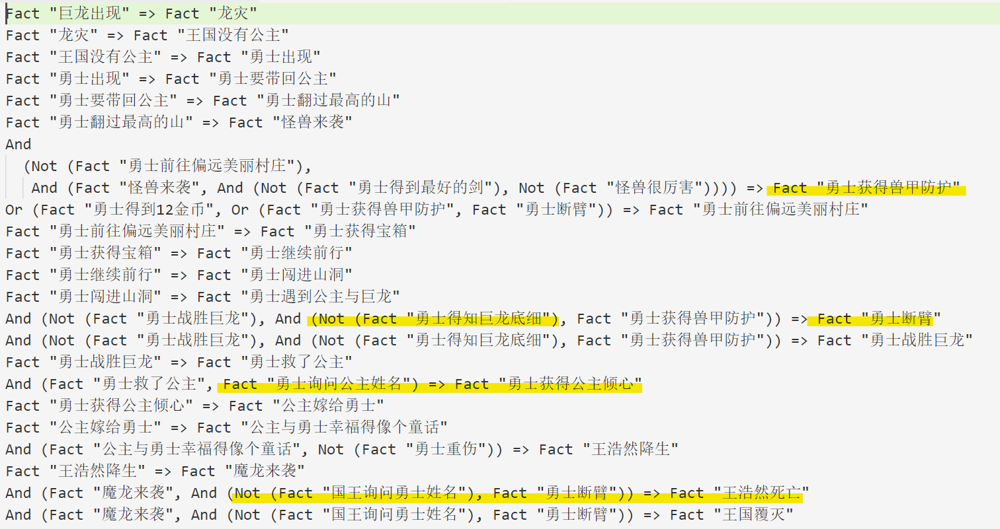 Fact "巨龙出现" => Fact "龙灾"
Fact "龙灾" => Fact "王国没有公主"
Fact "王国没有公主" => Fact "勇士出现"
Fact "勇士出现" => Fact "勇士要带回公主"
Fact "勇士要带回公主" => Fact "勇士翻过最高的山"
Fact "勇士翻过最高的山" => Fact "怪兽来袭"
And
(Not (Fact "勇士前往偏远美丽村庄"),
And (Fact "怪兽来袭", And (Not (Fact "勇士得到最好的剑"), Not (Fact "怪兽很厉害")))) => Fact "勇士获得兽甲防护"
Or (Fact "勇士得到12金币", Or (Fact "勇士获得兽甲防护", Fact "勇士断臂")) => Fact "勇士前往偏远美丽村庄"
Fact "勇士前往偏远美丽村庄" => Fact "勇士获得宝箱"
Fact "勇士获得宝箱" => Fact "勇士继续前行"
Fact "勇士继续前行" => Fact "勇士闯进山洞"
Fact "勇士闯进山洞" => Fact "勇士遇到公主与巨龙"
And (Not (Fact "勇士战胜巨龙"), And (Not (Fact "勇士得知巨龙底细"), Fact "勇士获得兽甲防护")) => Fact "勇士断臂"
And (Not (Fact "勇士战胜巨龙"), And (Not (Fact "勇士得知巨龙底细"), Fact "勇士获得兽甲防护")) => Fact "勇士战胜巨龙"
Fact "勇士战胜巨龙" => Fact "勇士救了公主"
And (Fact "勇士救了公主", Fact "勇士询问公主姓名") => Fact "勇士获得公主倾心"
Fact "勇士获得公主倾心" => Fact "公主嫁给勇士"
Fact "公主嫁给勇士" => Fact "公主与勇士幸福得像个童话"
And (Fact "公主与勇士幸福得像个童话", Not (Fact "勇士重伤")) => Fact "王浩然降生"
Fact "王浩然降生" => Fact "魔龙来袭"
And (Fact "魔龙来袭", And (Not (Fact "国王询问勇士姓名"), Fact "勇士断臂")) => Fact "王浩然死亡"
And (Fact "魔龙来袭", And (Not (Fact "国王询问勇士姓名"), Fact "勇士断臂")) => Fact "王国覆灭"